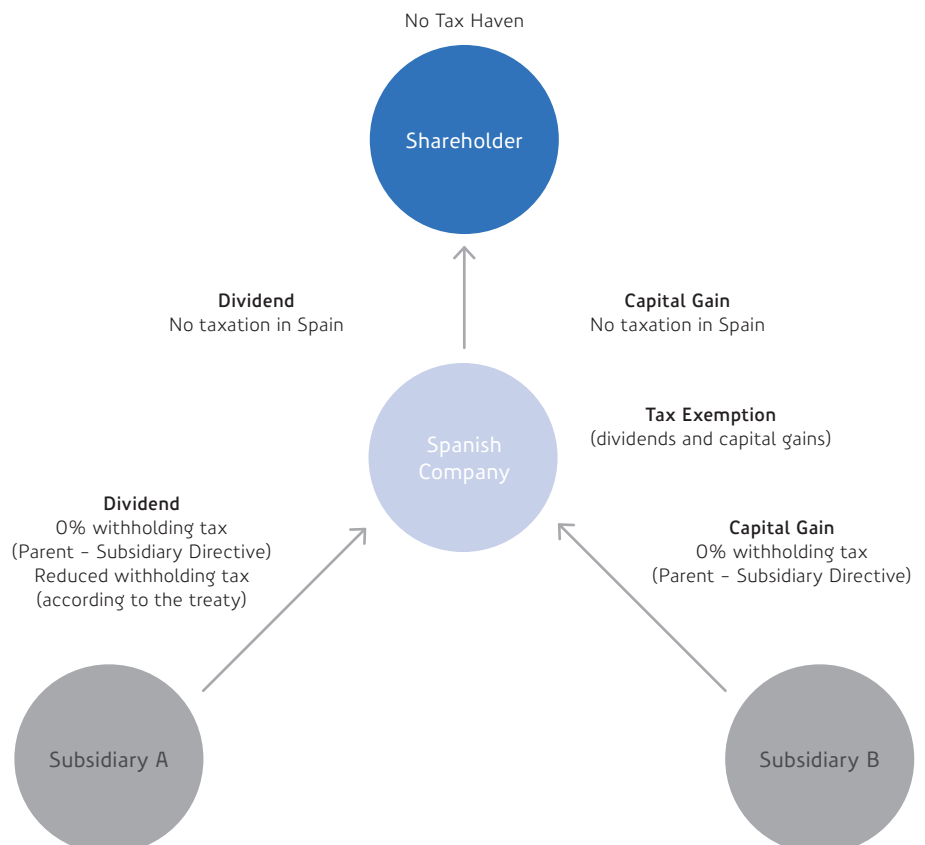 No Tax Haven
Shareholder
Dividend
No taxation in Spain
Capital Gain
No taxation in Spain
Spanish
Company
Tax Exemption
(dividends and capital gains)
Dividend
0% withholding tax
(Parent – Subsidiary Directive)
Reduced withholding tax
(according to the treaty)
Capital Gain
0% withholding tax
(Parent – Subsidiary Directive)
Subsidiary A
Subsidiary B